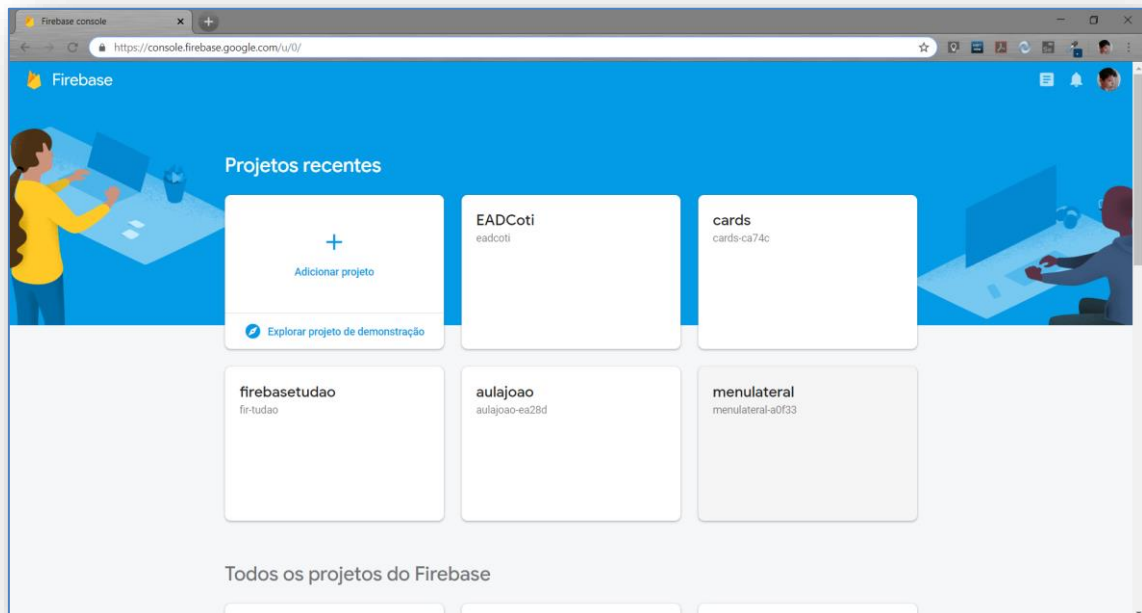 Firebase console
https://console.firebase.google.com/u/0/
Firebase
Projetos recentes
Adicionar projeto
Explorar projeto de demonstração
EADCoti
eadcoti
cards
cards-ca74c
firebasetudao
fir-tudao
aulajoao
aulajoao-ea28d
menulateral
menulateral-a0f33
Todos os projetos do Firebase